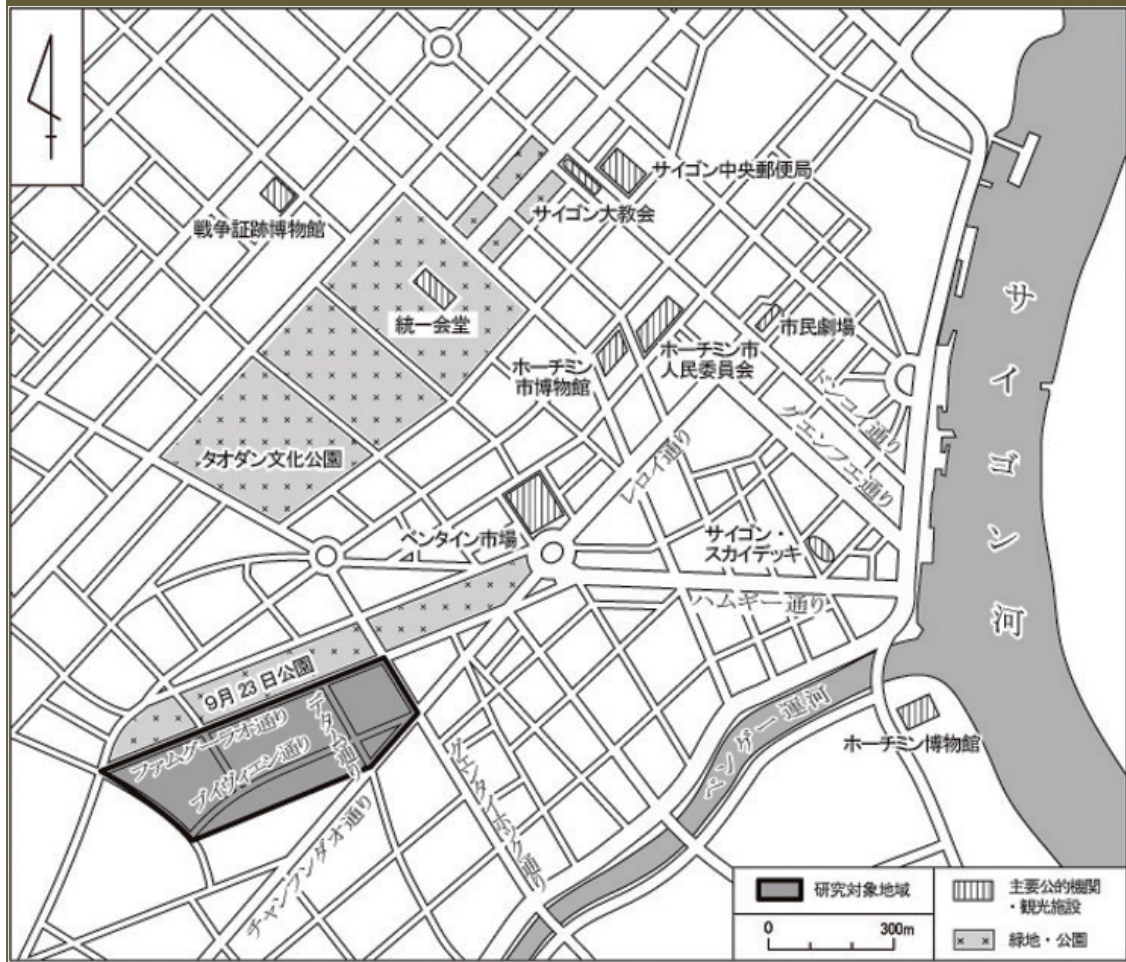 サイゴン中央郵便局
サイゴン大教会
戦争証跡博物館
統一会堂
市民劇場
ホーチミン市
人民委員会
ホーチミン
市博物館
ドンコイ通り
グエンフエ通り
レロイ通り
タオダン文化公園
ベンタイン市場
サイゴン・
スカイデッキ
ハムギー通り
サイゴン河
9月23日公園
ファムグーラオ通り
デタム通り
ブイヴィエン通り
グエンタイホック通り
チャンフンダオ通り
ベンゲー運河
ホーチミン博物館
研究対象地域
0 300m
主要公的機関
・観光施設
緑地・公園